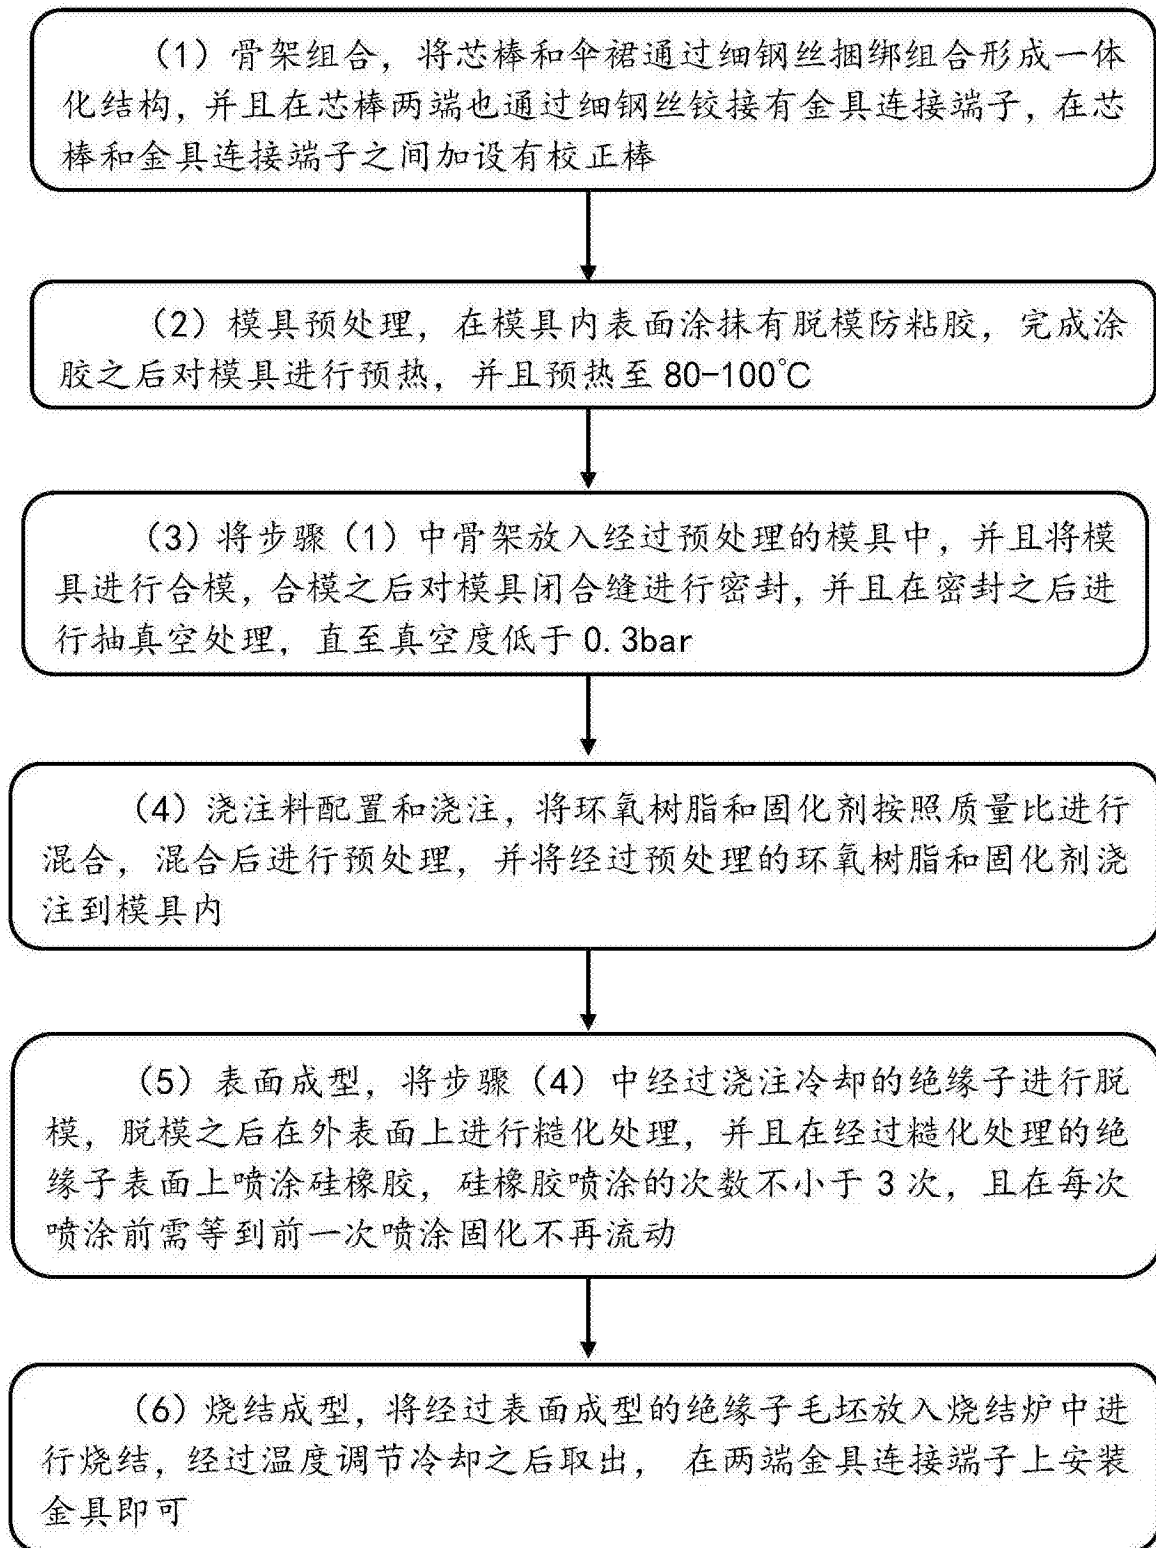 （1）骨架组合，将芯棒和伞裙通过细钢丝捆绑组合形成一体
化结构，并且在芯棒两端也通过细钢丝铰接有金具连接端子，在芯
棒和金具连接端子之间加设有校正棒
（2）模具预处理，在模具内表面涂抹有脱模防粘胶，完成涂
胶之后对模具进行预热，并且预热至80-100℃
（3）将步骤（1）中骨架放入经过预处理的模具中，并且将模
具进行合模，合模之后对模具闭合缝进行密封，并且在密封之后进
行抽真空处理，直至真空度低于0.3bar
（4）浇注料配置和浇注，将环氧树脂和固化剂按照质量比进行
混合，混合后进行预处理，并将经过预处理的环氧树脂和固化剂浇
注到模具内
（5）表面成型，将步骤（4）中经过浇注冷却的绝缘子进行脱
模，脱模之后在外表面上进行糙化处理，并且在经过糙化处理的绝
缘子表面上喷涂硅橡胶，硅橡胶喷涂的次数不小于3次，且在每次
喷涂前需等到前一次喷涂固化不再流动
（6）烧结成型，将经过表面成型的绝缘子毛坯放入烧结炉中进
行烧结，经过温度调节冷却之后取出， 在两端金具连接端子上安装
金具即可